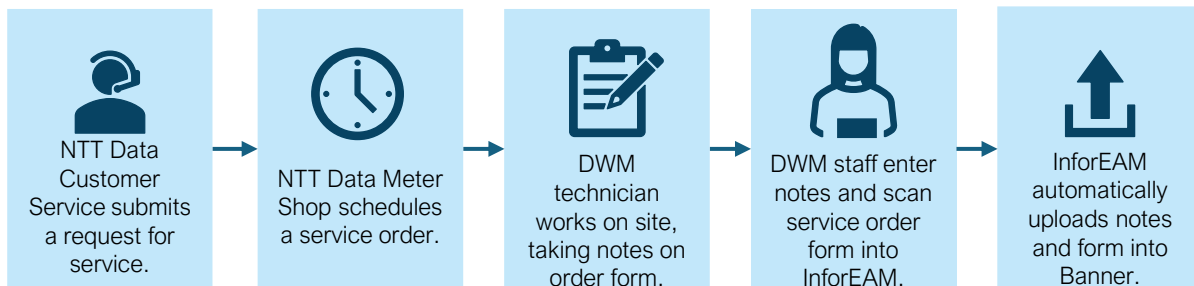 NTT Data
Customer
Service submits
a request for
service.
NTT Data Meter
Shop schedules
a service order.
DWM
technician
works on site,
taking notes on
order form.
DWM staff enter
notes and scan
service order
form into
InforEAM.
InforEAM
automatically
uploads notes
and form into
Banner.